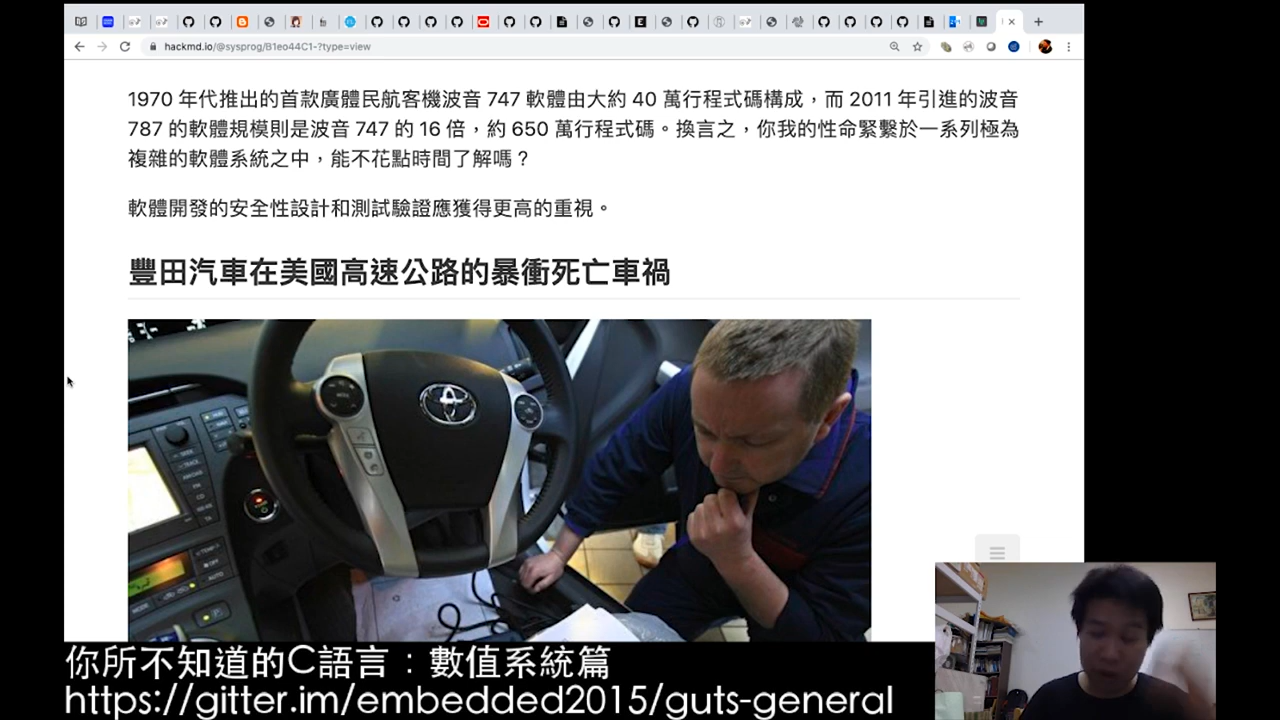 hackmd.io/@sysprog/B1eo44C1-?type=view
1970 年代推出的首款廣體民航客機波音 747 軟體由大約 40 萬行程式碼構成，而 2011 年引進的波音
787 的軟體規模則是波音 747 的 16 倍，約 650 萬行程式碼。換言之，你我的性命緊繫於一系列極為
複雜的軟體系統之中，能不花點時間了解嗎？
軟體開發的安全性設計和測試驗證應獲得更高的重視。
豐田汽車在美國高速公路的暴衝死亡車禍
你所不知道的C語言：數值系統篇
https://gitter.im/embedded2015/guts-general